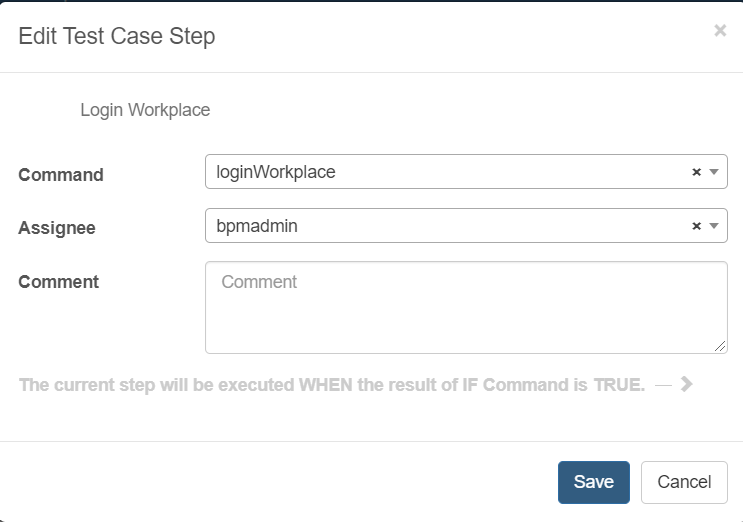 Edit Test Case Step
×
Login Workplace
Command
loginWorkplace
×
Assignee
bpmadmin
×
Comment
Comment
The current step will be executed WHEN the result of IF Command is TRUE.
Save
Cancel